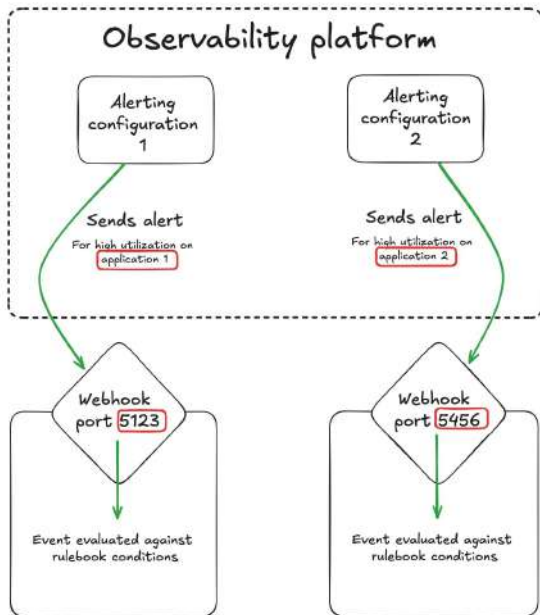 Observability platform
Alerting
configuration
1
Sends alert
For high utilization on
application 1
Alerting
configuration
2
Sends alert
For high utilization on
application 2
Webhook
port 5123
Event evaluated against
rulebook conditions
Webhook
port 5456
Event evaluated against
rulebook conditions